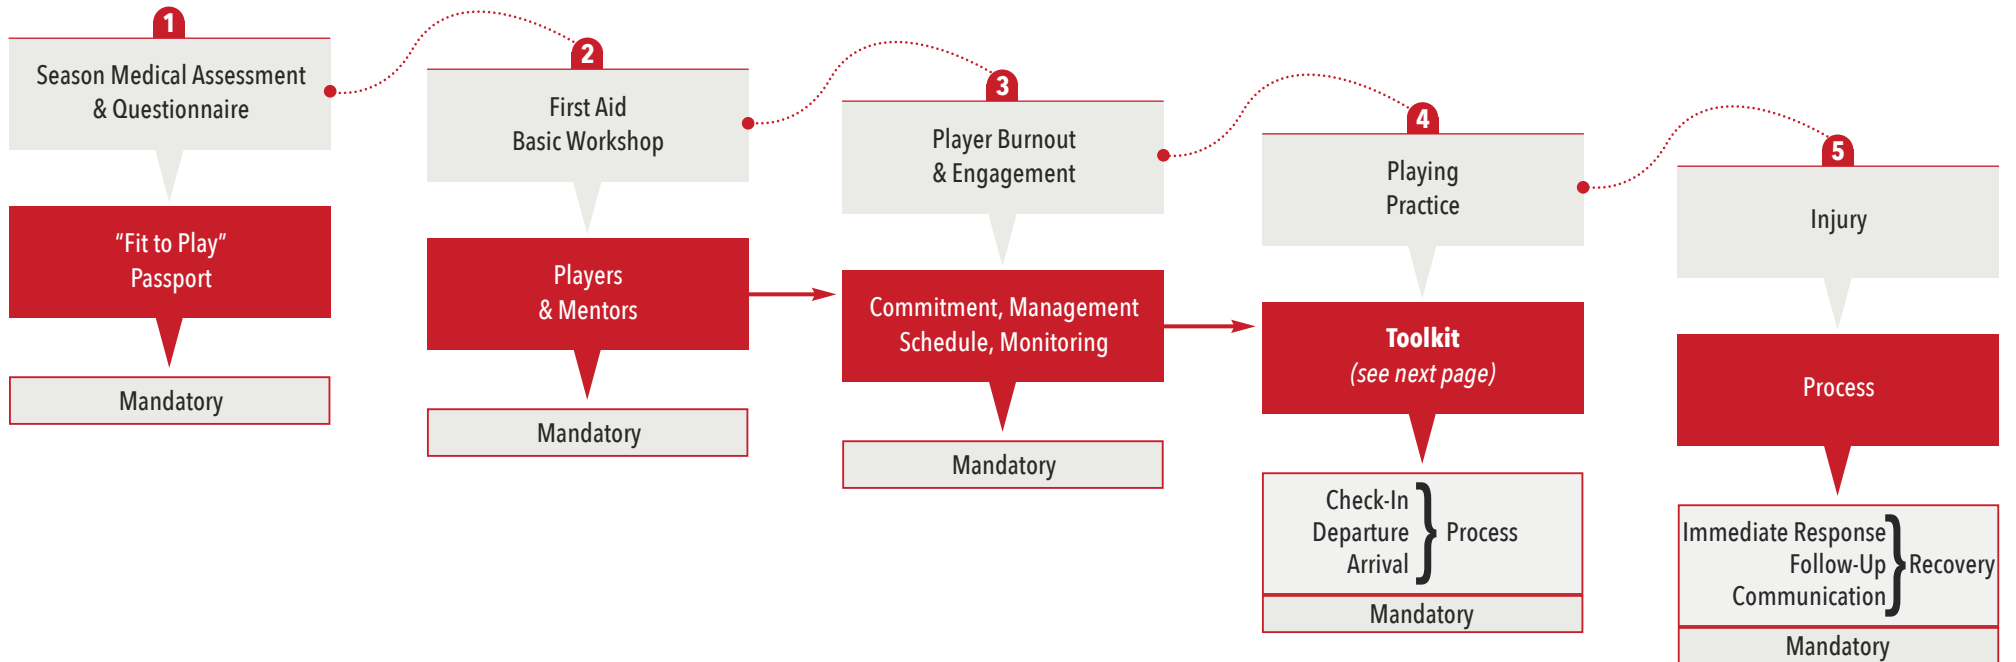 1
Season Medical Assessment
& Questionnaire
“Fit to Play”
Passport
Mandatory
2
First Aid
Basic Workshop
Players
& Mentors
Mandatory
3
Player Burnout
& Engagement
Commitment, Management
Schedule, Monitoring
Mandatory
4
Playing
Practice
Toolkit
(see next page)
Check-In
Departure
Arrival
} Process
Mandatory
5
Injury
Process
Immediate Response
Follow-Up
Communication
} Recovery
Mandatory